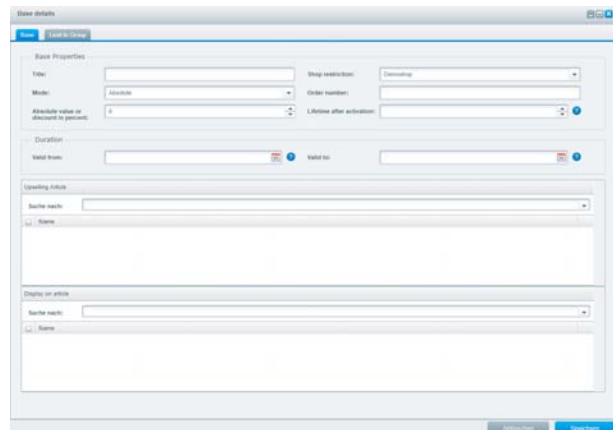 Base details
Base
Limit to Group
Base Properties
Title:
Shop restriction:
Demoshop
Mode:
Absolute
Order number:
Absolute value or discount in percent:
0
Lifetime after activation:
Duration
Valid from:
Valid to:
Upselling Article
Suche nach:
Name
Display on article
Suche nach:
Name
Abbrechen
Speichern